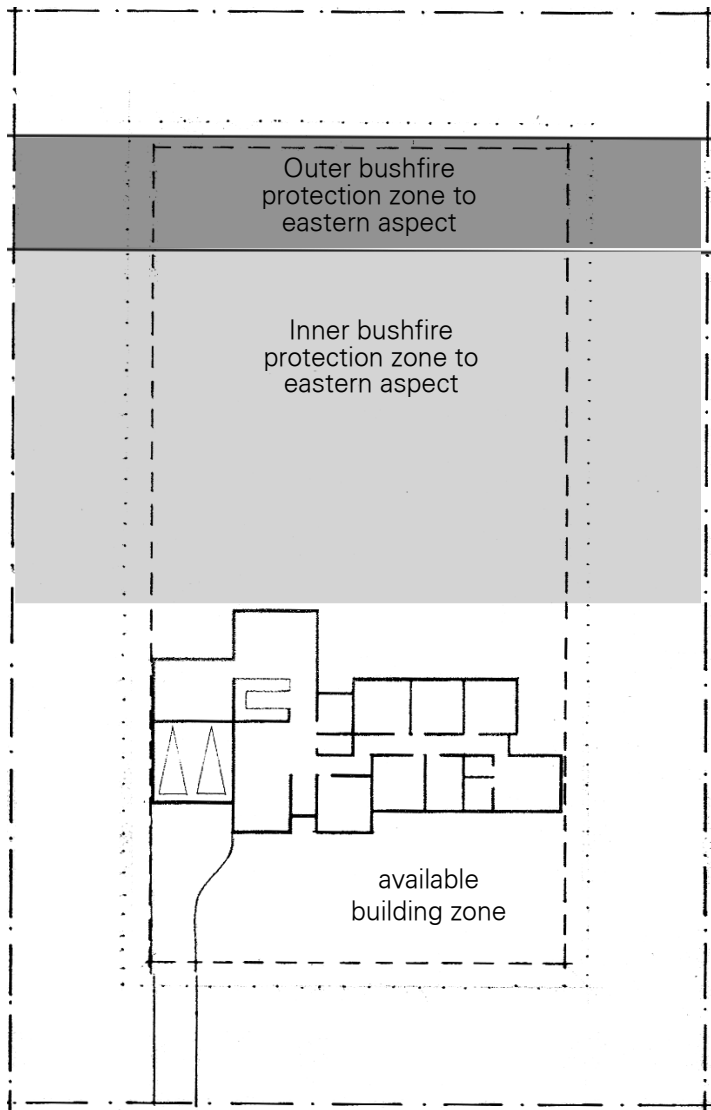 Outer bushfire
protection zone to
eastern aspect
Inner bushfire
protection zone to
eastern aspect
available
building zone